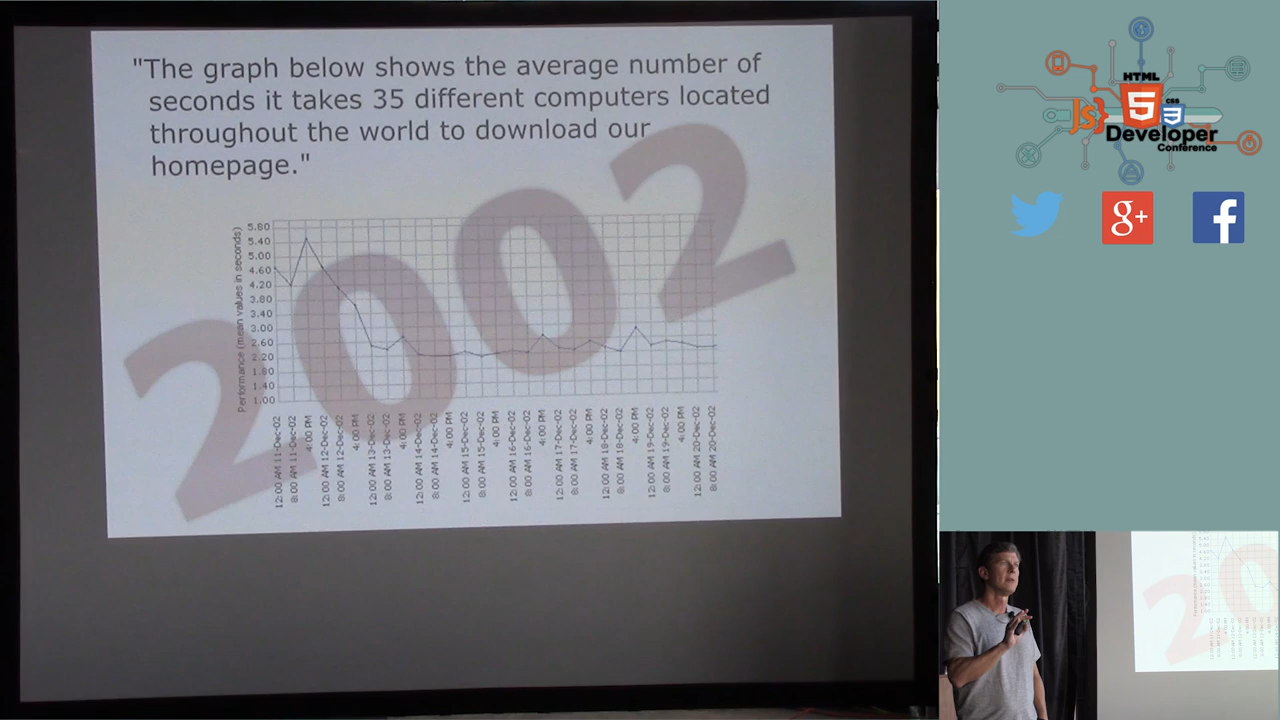 "The graph below shows the average number of
seconds it takes 35 different computers located
throughout the world to download our
homepage."
2002
Performance (mean values in seconds)
5.80
5.40
5.00
4.60
4.20
3.80
3.40
3.00
2.60
2.20
1.80
1.40
1.00
12:00 AM 11-Dec-02
8:00 AM 11-Dec-02
4:00 PM
12:00 AM 12-Dec-02
8:00 AM 12-Dec-02
4:00 PM
12:00 AM 13-Dec-02
8:00 AM 13-Dec-02
4:00 PM
12:00 AM 14-Dec-02
8:00 AM 14-Dec-02
4:00 PM
12:00 AM 15-Dec-02
8:00 AM 15-Dec-02
4:00 PM
12:00 AM 16-Dec-02
8:00 AM 16-Dec-02
4:00 PM
12:00 AM 17-Dec-02
8:00 AM 17-Dec-02
4:00 PM
12:00 AM 18-Dec-02
8:00 AM 18-Dec-02
4:00 PM
12:00 AM 19-Dec-02
8:00 AM 19-Dec-02
4:00 PM
12:00 AM 20-Dec-02
8:00 AM 20-Dec-02
HTML
5
CSS
3
JS}
Developer
Conference
g+
f
20